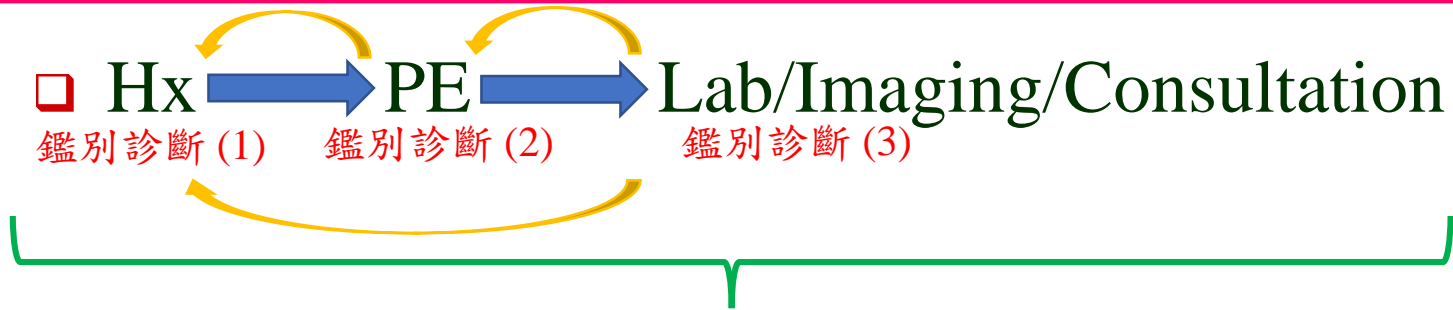 Hx PE Lab/Imaging/Consultation
鑑別診斷 (1) 鑑別診斷 (2) 鑑別診斷 (3)